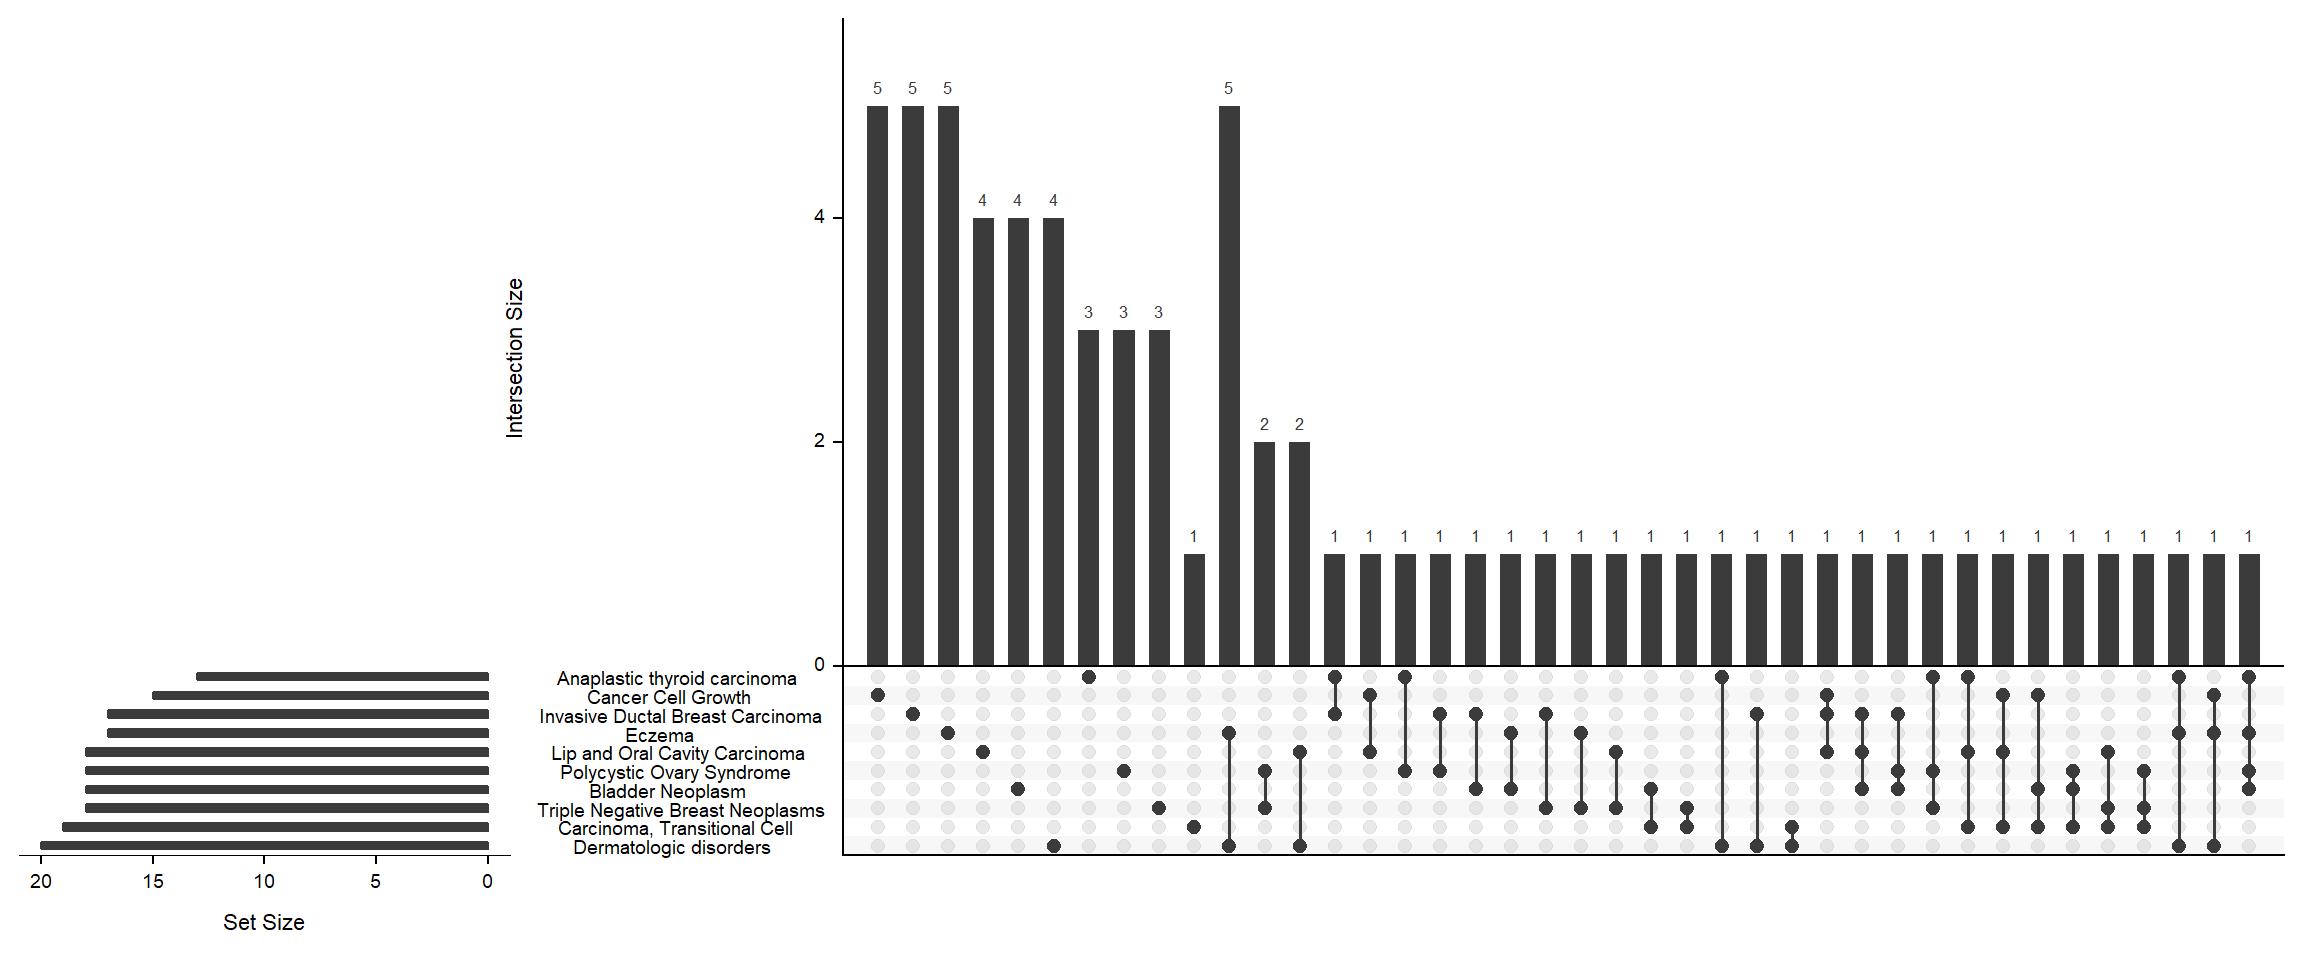 5 5 5 5
4 4 4
3 3 3
2 2
1 1 1 1 1 1 1 1 1 1 1 1 1 1 1 1 1 1 1 1 1 1 1 1 1 1 1 1
4
2
0
Intersection Size
Anaplastic thyroid carcinoma
Cancer Cell Growth
Invasive Ductal Breast Carcinoma
Eczema
Lip and Oral Cavity Carcinoma
Polycystic Ovary Syndrome
Bladder Neoplasm
Triple Negative Breast Neoplasms
Carcinoma, Transitional Cell
Dermatologic disorders
20 15 10 5 0
Set Size